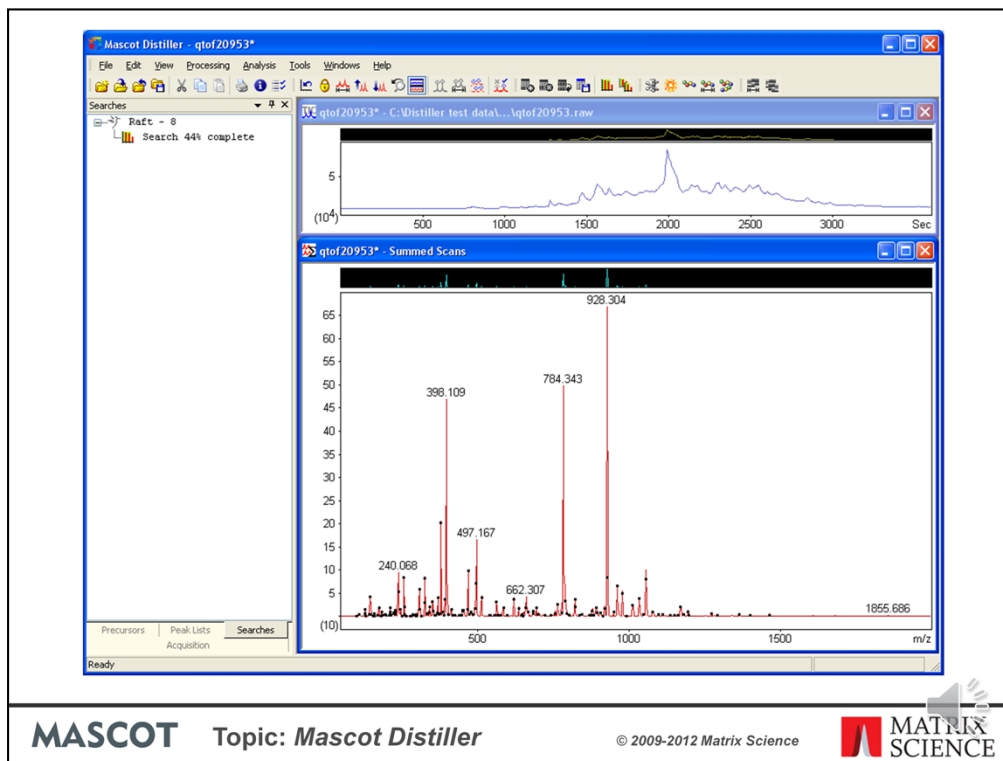 Mascot Distiller - qtof20953*
File Edit View Processing Analysis Tools Windows Help
Searches
Raft - 8
Search 44% complete
qtof20953* - C:\Distiller test data\...\qtof20953.raw
5
(10⁴)
500 1000 1500 2000 2500 3000 Sec
qtof20953* - Summed Scans
928.304
65
60
55
784.343
50
398.109
45
40
35
30
25
20
497.167
15
240.068
10
662.307
5
1855.686
(10)
500 1000 1500 m/z
Precursors Peak Lists Searches
Acquisition
Ready
MASCOT Topic: Mascot Distiller © 2009-2012 Matrix Science MATRIX
SCIENCE